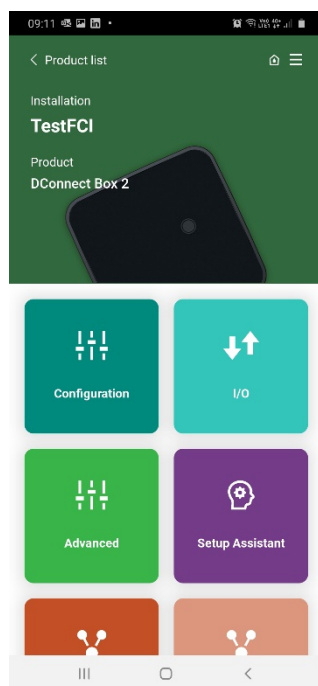 09:11
Product list
Installation
TestFCI
Product
DConnect Box 2
Configuration
I/O
Advanced
Setup Assistant